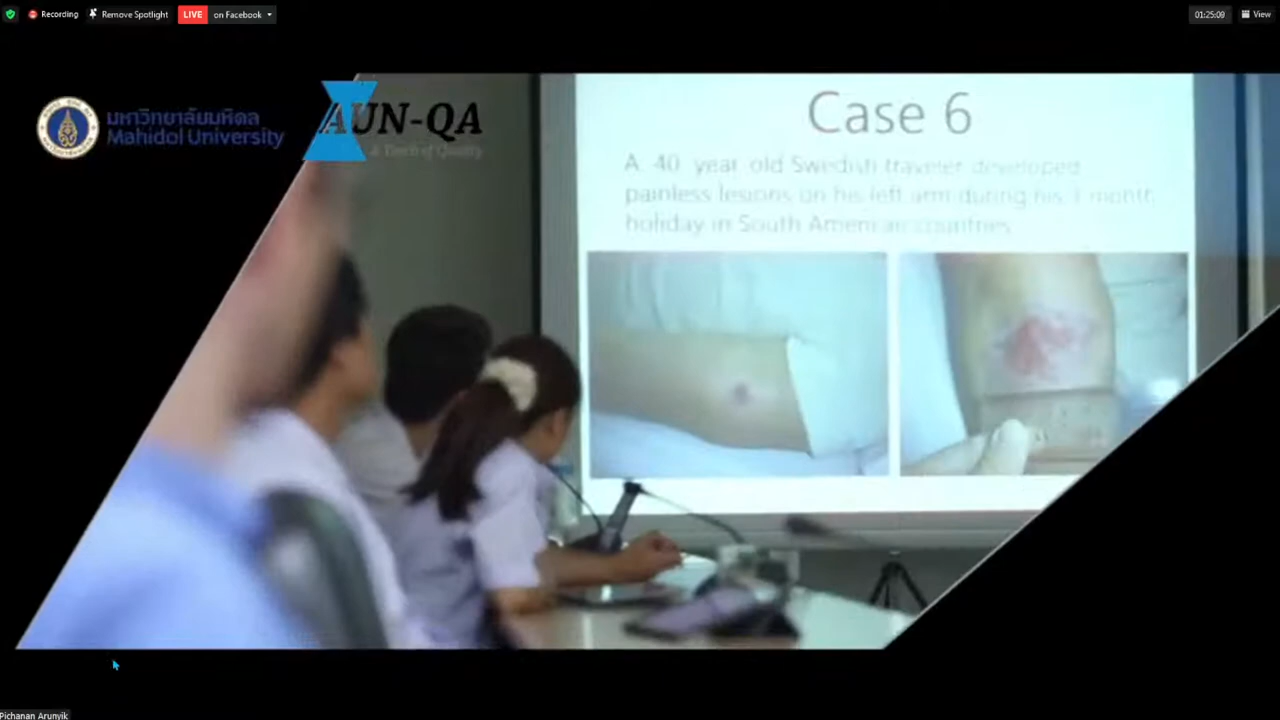 Recording
Remove Spotlight
LIVE
on Facebook
01:25:09
View
มหาวิทยาลัยมหิดล
Mahidol University
AUN-QA
Case 6
A 40 year old Swedish traveler developed
painless lesions on his left arm during his 1 month
holiday in South American countries
Pichanan Arunyik